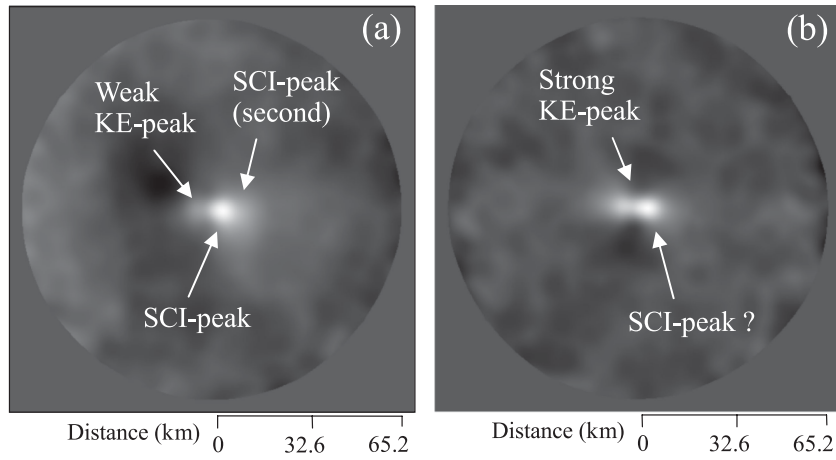 (a)
Weak
KE-peak
SCI-peak
(second)
SCI-peak
Distance (km)
0
32.6
65.2
(b)
Strong
KE-peak
SCI-peak ?
Distance (km)
0
32.6
65.2